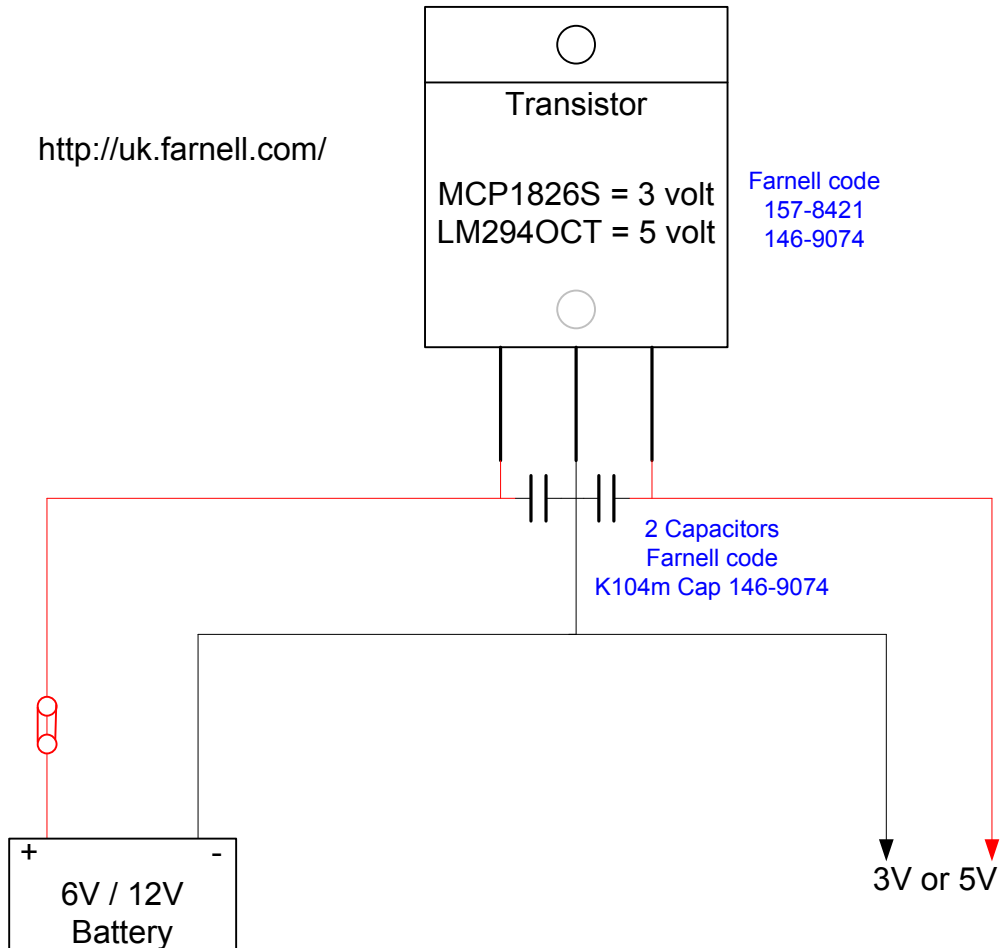 Transistor
http://uk.farnell.com/
MCP1826S = 3 volt
LM294OCT = 5 volt
Farnell code
157-8421
146-9074
2 Capacitors
Farnell code
K104m Cap 146-9074
+ -
6V / 12V
Battery
3V or 5V